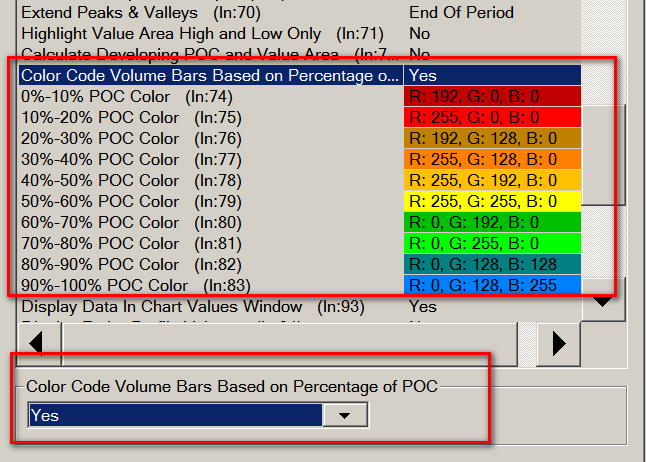 Extend Peaks & Valleys (In:70) End Of Period
Highlight Value Area High and Low Only (In:71) No
Calculate Developing POC and Value Area (In:7... No
Color Code Volume Bars Based on Percentage o... Yes
0%-10% POC Color (In:74) R: 192, G: 0, B: 0
10%-20% POC Color (In:75) R: 255, G: 0, B: 0
20%-30% POC Color (In:76) R: 192, G: 128, B: 0
30%-40% POC Color (In:77) R: 255, G: 128, B: 0
40%-50% POC Color (In:78) R: 255, G: 192, B: 0
50%-60% POC Color (In:79) R: 255, G: 255, B: 0
60%-70% POC Color (In:80) R: 0, G: 192, B: 0
70%-80% POC Color (In:81) R: 0, G: 255, B: 0
80%-90% POC Color (In:82) R: 0, G: 128, B: 128
90%-100% POC Color (In:83) R: 0, G: 128, B: 255
Display Data In Chart Values Window (In:93) Yes
Color Code Volume Bars Based on Percentage of POC
Yes